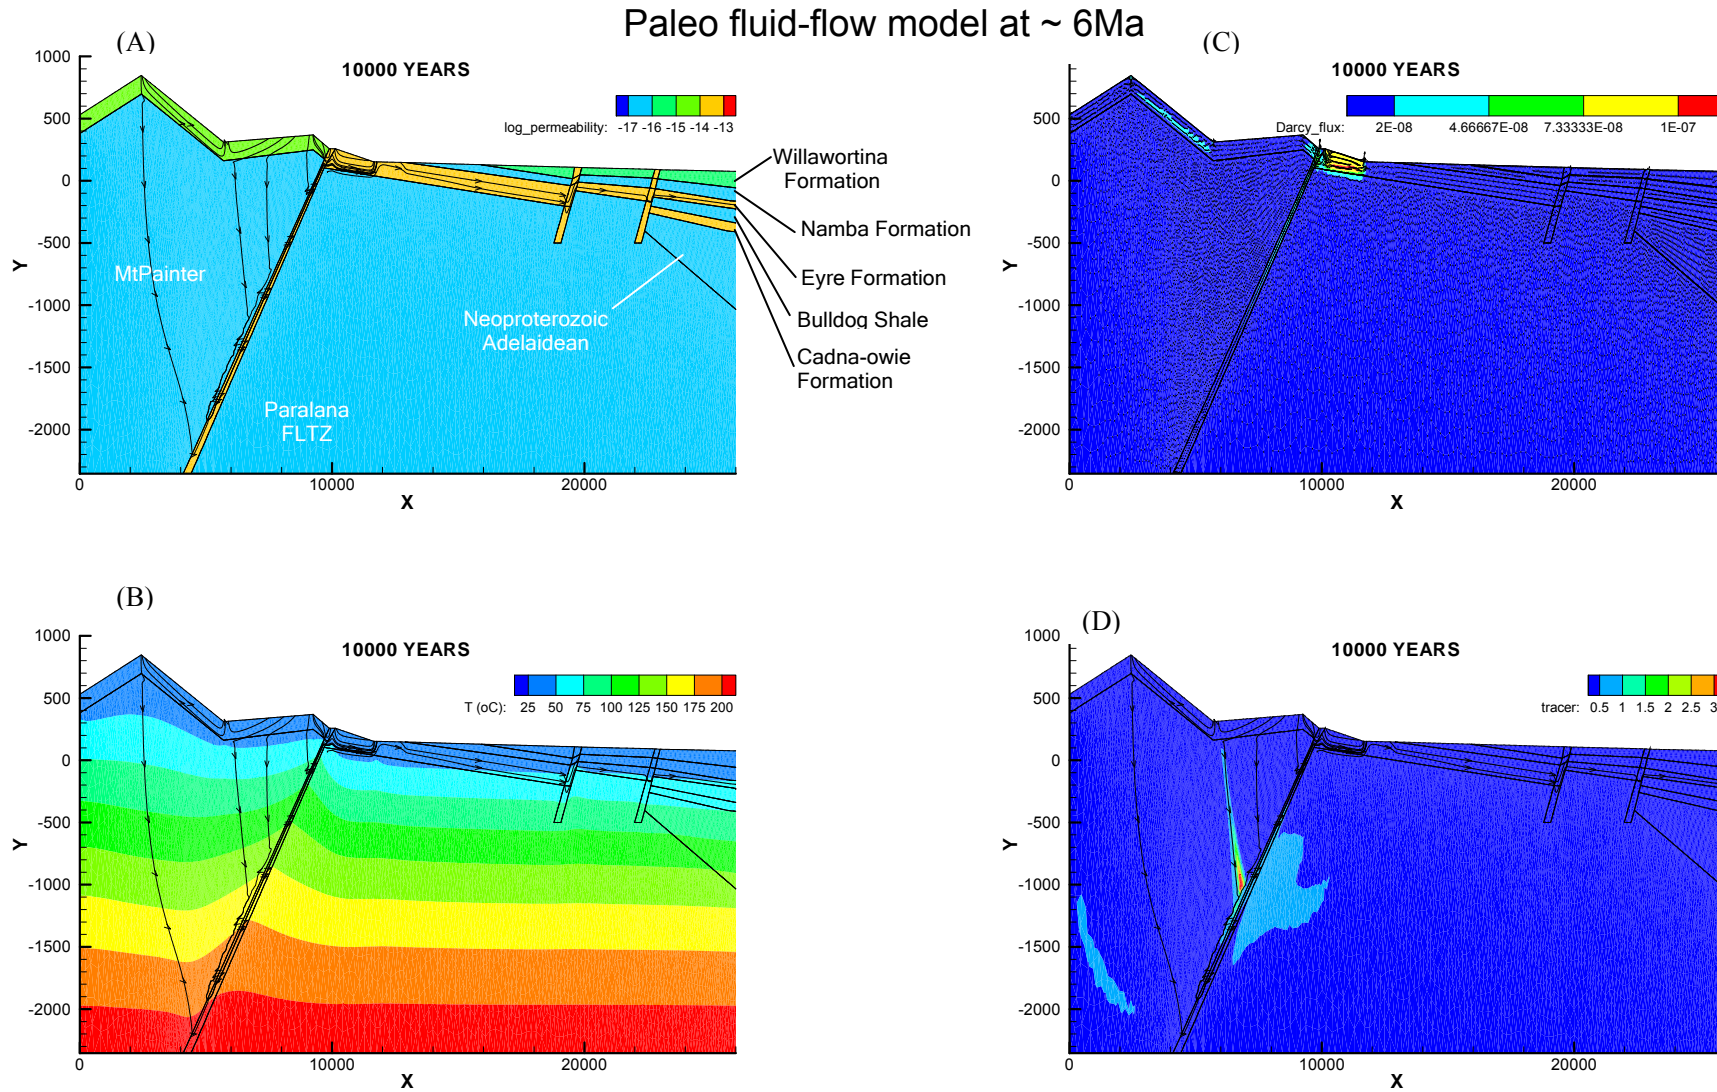 Paleo fluid-flow model at ~ 6Ma
(A)
10000 YEARS
log_permeability: -17 -16 -15 -14 -13
1000
500
0
-500
-1000
-1500
-2000
Y
0 10000 20000
X
MtPainter
Paralana
FLTZ
Neoproterozoic
Adelaidean
Willawortina
Formation
Namba Formation
Eyre Formation
Bulldog Shale
Cadna-owie
Formation
(C)
10000 YEARS
Darcy_flux: 2E-08 4.66667E-08 7.33333E-08 1E-07
500
0
-500
-1000
-1500
-2000
Y
0 10000 20000
X
(B)
10000 YEARS
T (oC): 25 50 75 100 125 150 175 200
1000
500
0
-500
-1000
-1500
-2000
Y
0 10000 20000
X
(D)
10000 YEARS
tracer: 0.5 1 1.5 2 2.5 3
1000
500
0
-500
-1000
-1500
-2000
Y
0 10000 20000
X